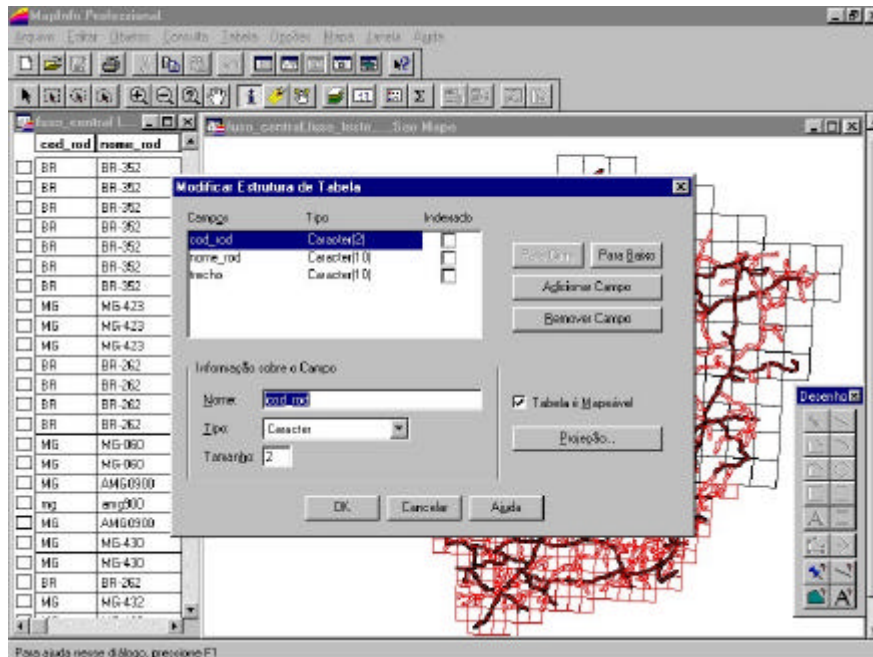 MapInfo Professional
Arquivo Editar Objetos Consulta Tabela Opções Mapa Janela Ajuda
fuso_central
cod_rod nome_rod
BR BR-352
BR BR-352
BR BR-352
BR BR-352
BR BR-352
BR BR-352
BR BR-352
MG MG-423
MG MG-423
MG MG-423
BR BR-262
BR BR-262
BR BR-262
BR BR-262
MG MG-060
MG MG-060
MG AMG0900
mg amg900
MG AMG0900
MG MG-430
MG MG-430
BR BR-262
MG MG-432
fuso_central,fuso_leste Mapa
Modificar Estrutura de Tabela
Campos Tipo Indexado
cod_rod Caracter(2)
nome_rod Caracter(10)
trecho Caracter(10)
Para Cima Para Baixo
Adicionar Campo
Remover Campo
Informação sobre o Campo
Nome: cod_rod
Tipo: Caracter
Tamanho: 2
Tabela é Mapeável
Projeção...
OK Cancelar Ajuda
Desenho
Para ajuda nesse diálogo, pressione F1